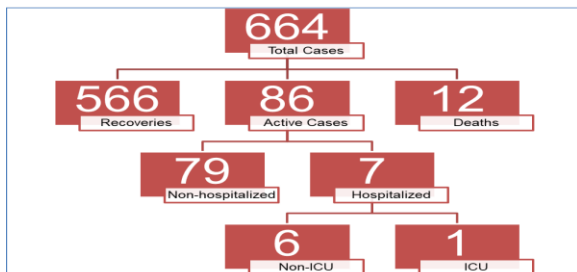 664
Total Cases
566
Recoveries
86
Active Cases
12
Deaths
79
Non-hospitalized
7
Hospitalized
6
Non-ICU
1
ICU